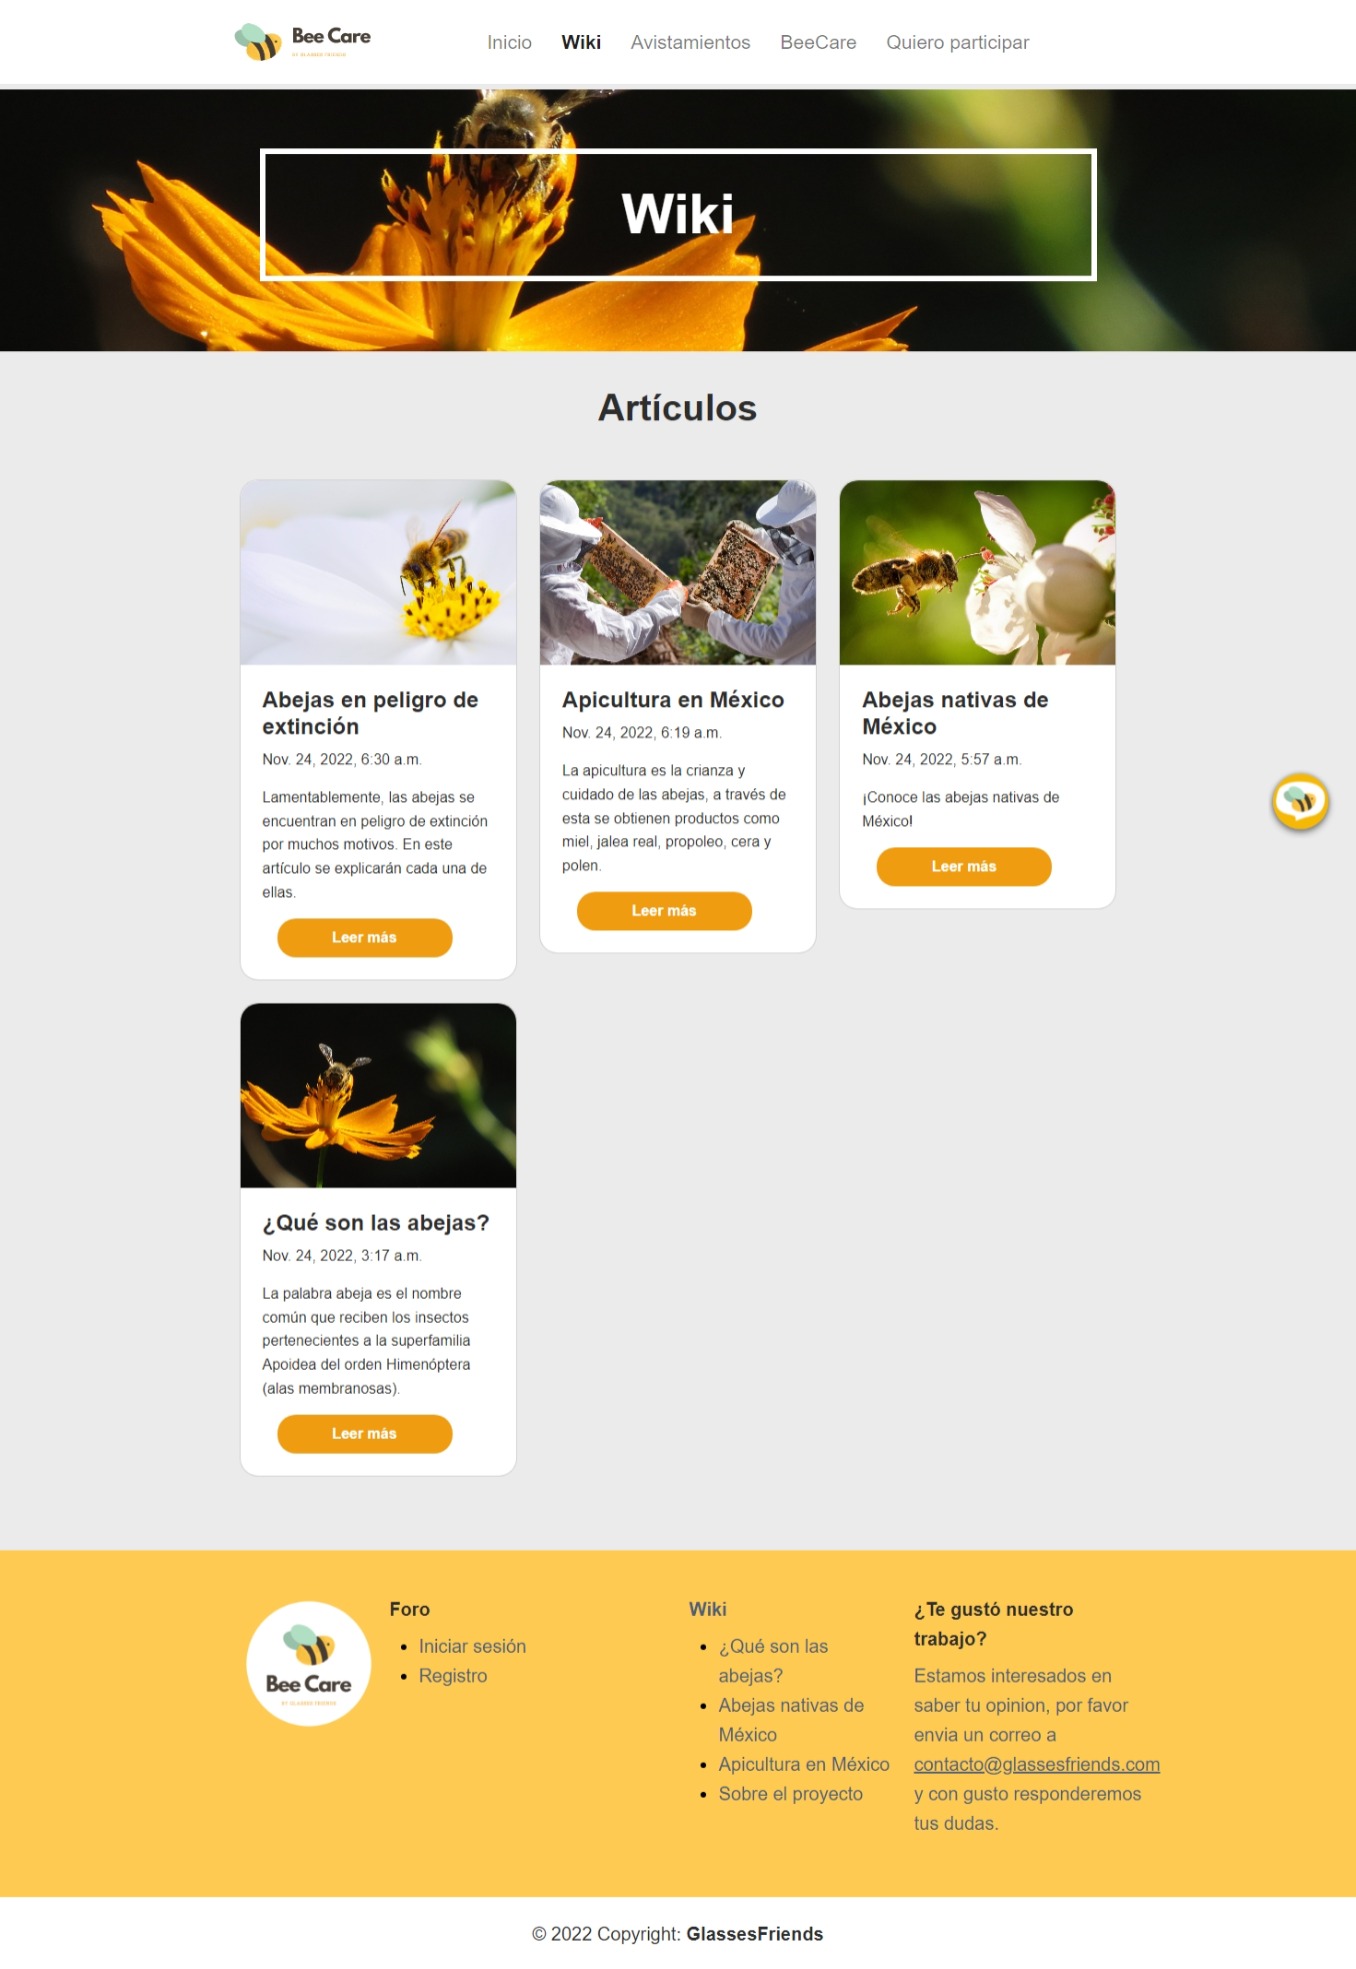 Bee Care
BY GLASSES FRIENDS
Inicio Wiki Avistamientos BeeCare Quiero participar
Wiki
Artículos
Abejas en peligro de
extinción
Nov. 24, 2022, 6:30 a.m.
Lamentablemente, las abejas se
encuentran en peligro de extinción
por muchos motivos. En este
artículo se explicarán cada una de
ellas.
Leer más
Apicultura en México
Nov. 24, 2022, 6:19 a.m.
La apicultura es la crianza y
cuidado de las abejas, a través de
esta se obtienen productos como
miel, jalea real, propoleo, cera y
polen.
Leer más
Abejas nativas de
México
Nov. 24, 2022, 5:57 a.m.
¡Conoce las abejas nativas de
México!
Leer más
¿Qué son las abejas?
Nov. 24, 2022, 3:17 a.m.
La palabra abeja es el nombre
común que reciben los insectos
pertenecientes a la superfamilia
Apoidea del orden Himenóptera
(alas membranosas).
Leer más
Bee Care
BY GLASSES FRIENDS
Foro
Iniciar sesión
Registro
Wiki
¿Qué son las
abejas?
Abejas nativas de
México
Apicultura en México
Sobre el proyecto
¿Te gustó nuestro
trabajo?
Estamos interesados en
saber tu opinion, por favor
envia un correo a
contacto@glassesfriends.com
y con gusto responderemos
tus dudas.
© 2022 Copyright: GlassesFriends